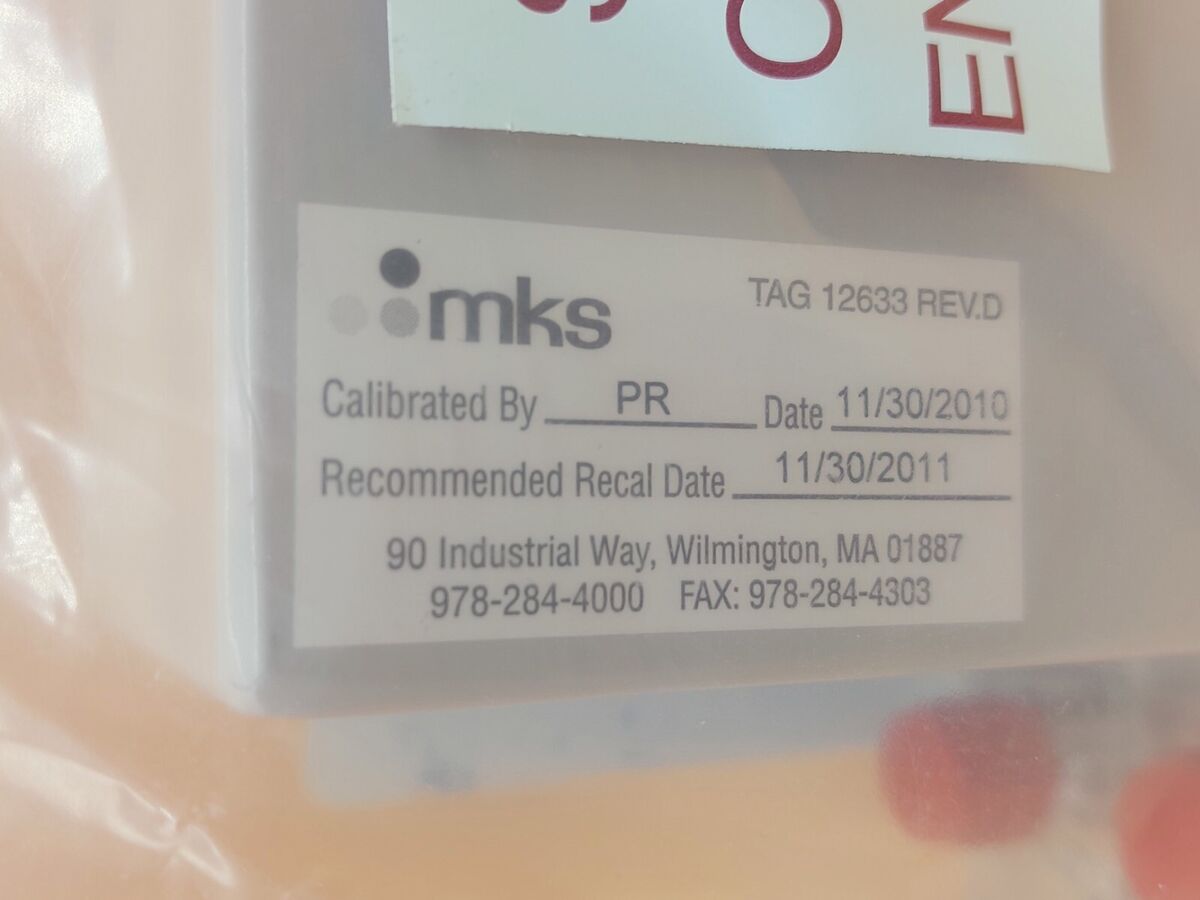 EN
mks
TAG 12633 REV.D
Calibrated By PR Date 11/30/2010
Recommended Recal Date 11/30/2011
90 Industrial Way, Wilmington, MA 01887
978-284-4000 FAX: 978-284-4303